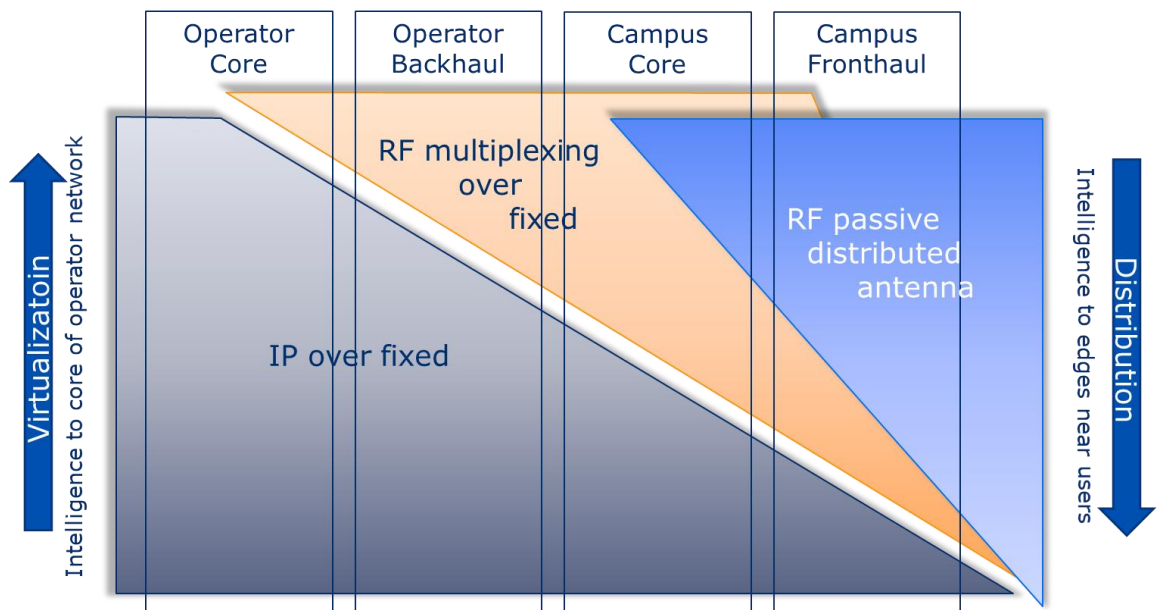 Operator
Core
Operator
Backhaul
Campus
Core
Campus
Fronthaul
Virtualizatoin
Intelligence to core of operator network
RF multiplexing
over
fixed
RF passive
distributed
antenna
IP over fixed
Intelligence to edges near users
Distribution